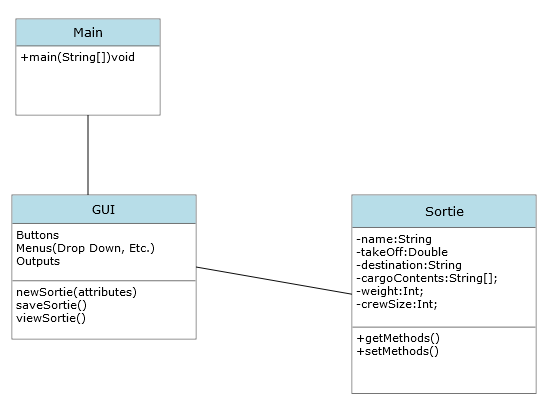 Main
+main(String[])void
GUI
Buttons
Menus(Drop Down, Etc.)
Outputs
newSortie(attributes)
saveSortie()
viewSortie()
Sortie
-name:String
-takeOff:Double
-destination:String
-cargoContents:String[];
-weight:Int;
-crewSize:Int;
+getMethods()
+setMethods()